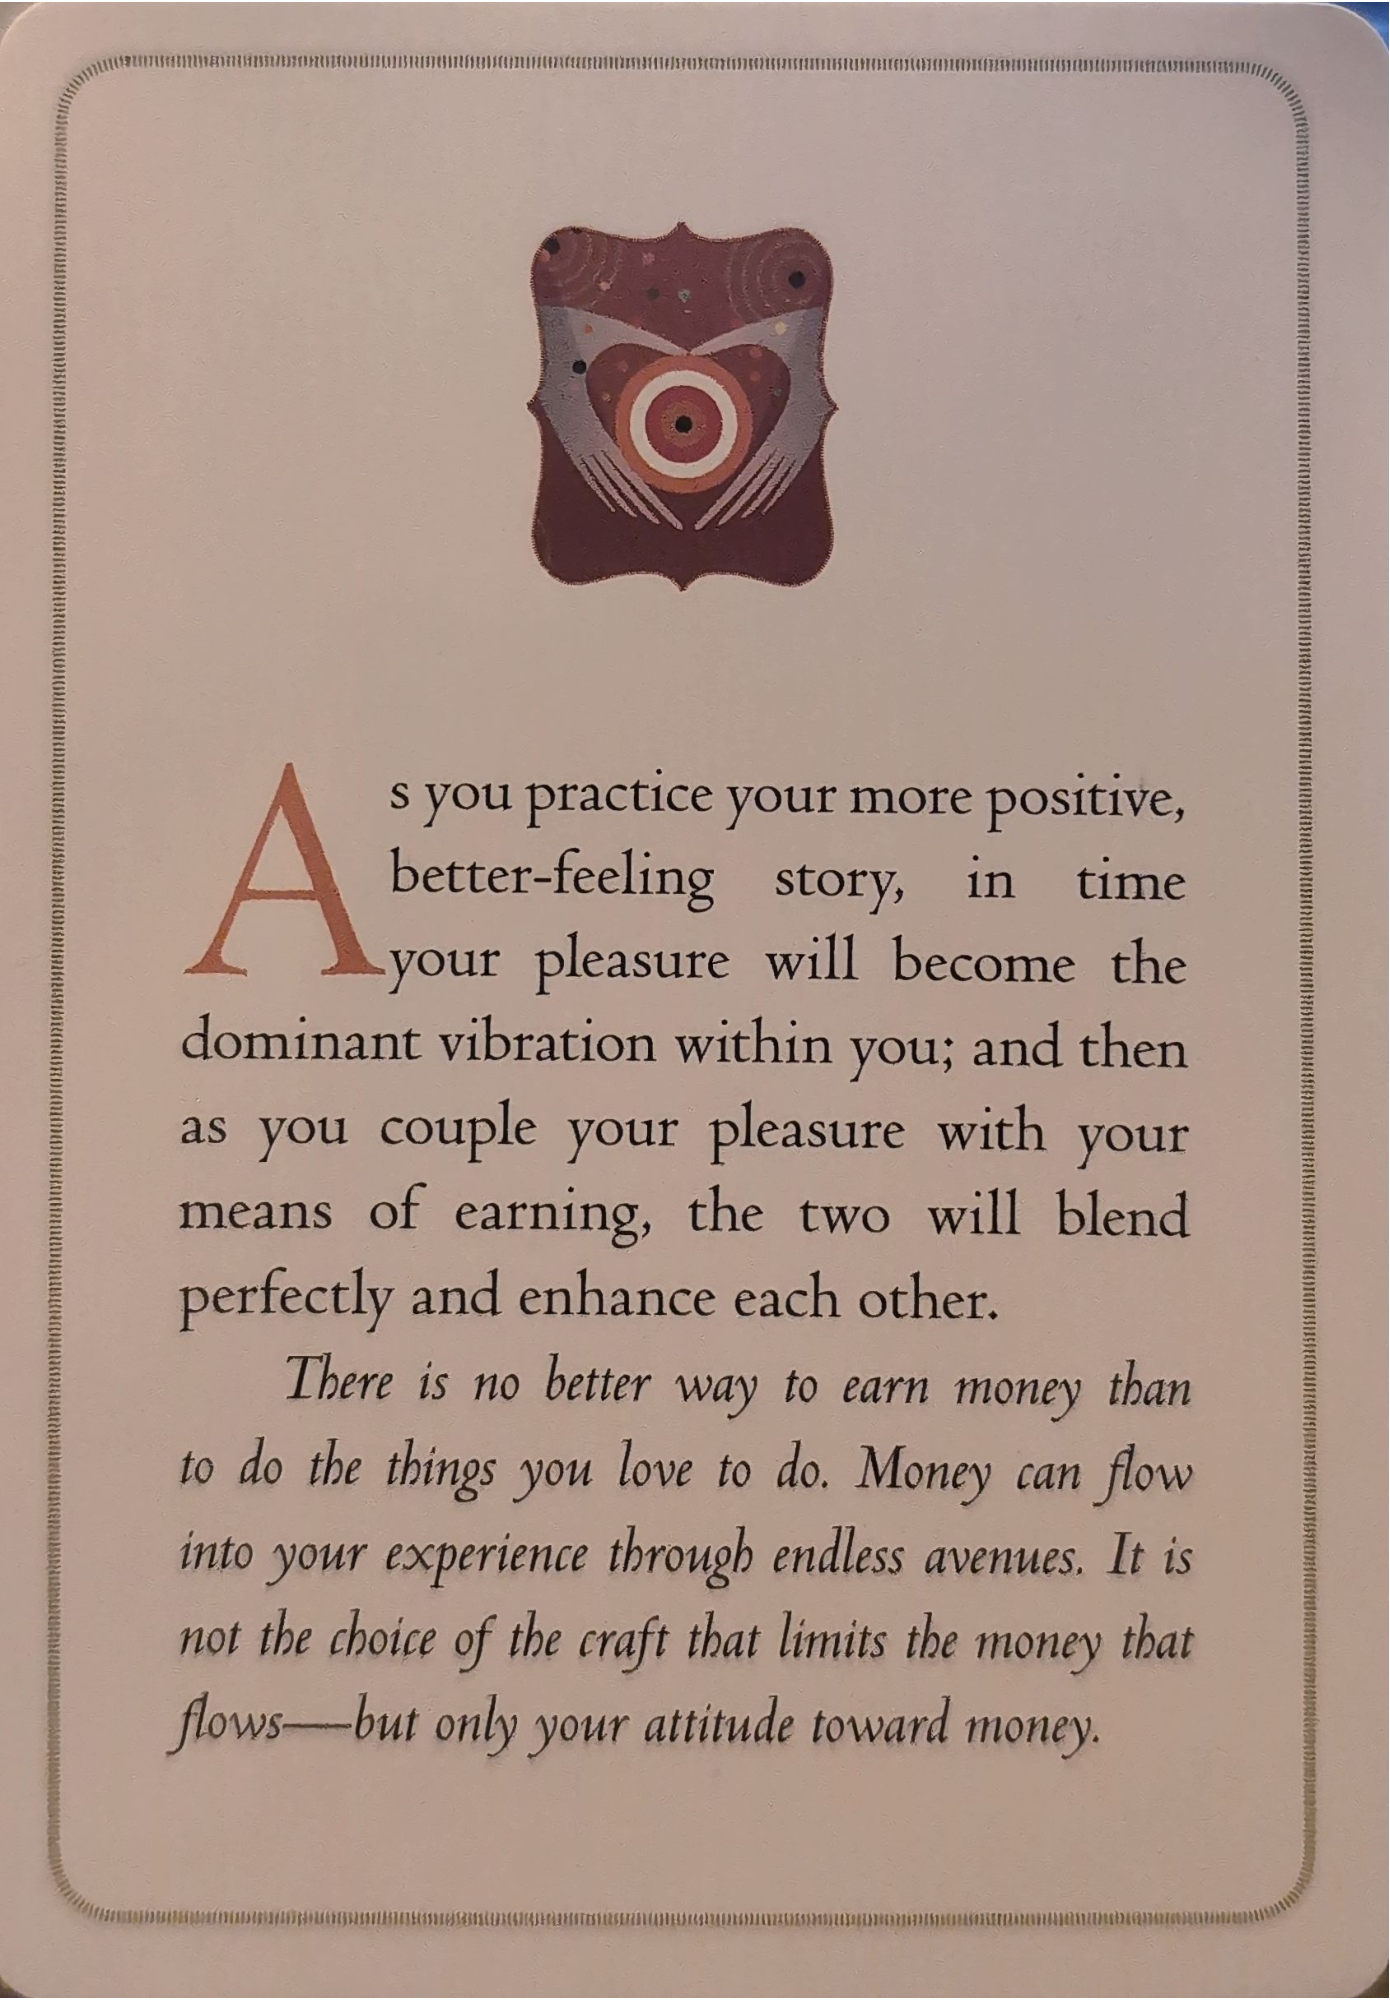 As you practice your more positive,
better-feeling story, in time
your pleasure will become the
dominant vibration within you; and then
as you couple your pleasure with your
means of earning, the two will blend
perfectly and enhance each other.
There is no better way to earn money than
to do the things you love to do. Money can flow
into your experience through endless avenues. It is
not the choice of the craft that limits the money that
flows—but only your attitude toward money.